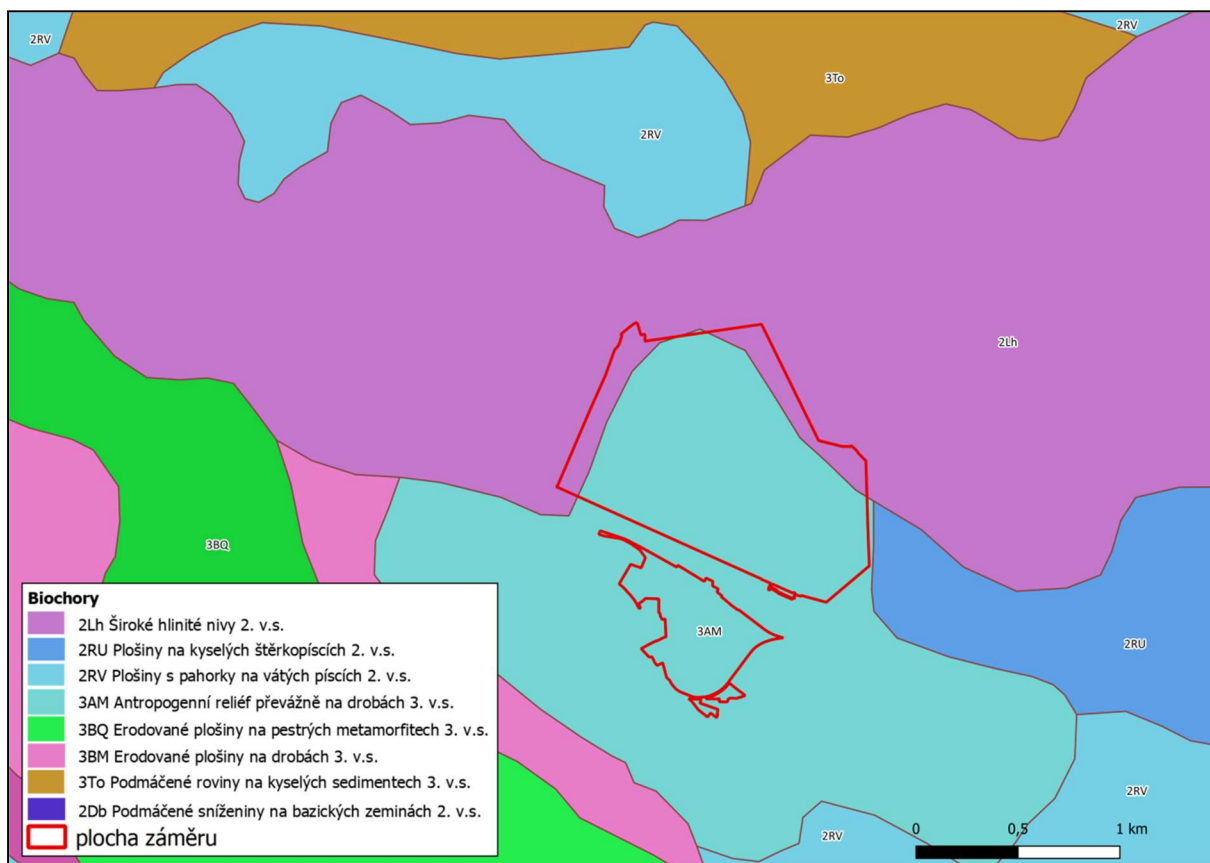 2RV
2RV
3To
2RV
2Lh
3BQ
3AM
2RU
2RV
2RV
Biochory
2Lh Široké hlinité nivy 2. v.s.
2RU Plošiny na kyselých štěrkopíscích 2. v.s.
2RV Plošiny s pahorky na vátých píscích 2. v.s.
3AM Antropogenní reliéf převážně na drobách 3. v.s.
3BQ Erodované plošiny na pestrých metamorfitech 3. v.s.
3BM Erodované plošiny na drobách 3. v.s.
3To Podmáčené roviny na kyselých sedimentech 3. v.s.
2Db Podmáčené sníženiny na bazických zeminách 2. v.s.
plocha záměru
0 0,5 1 km